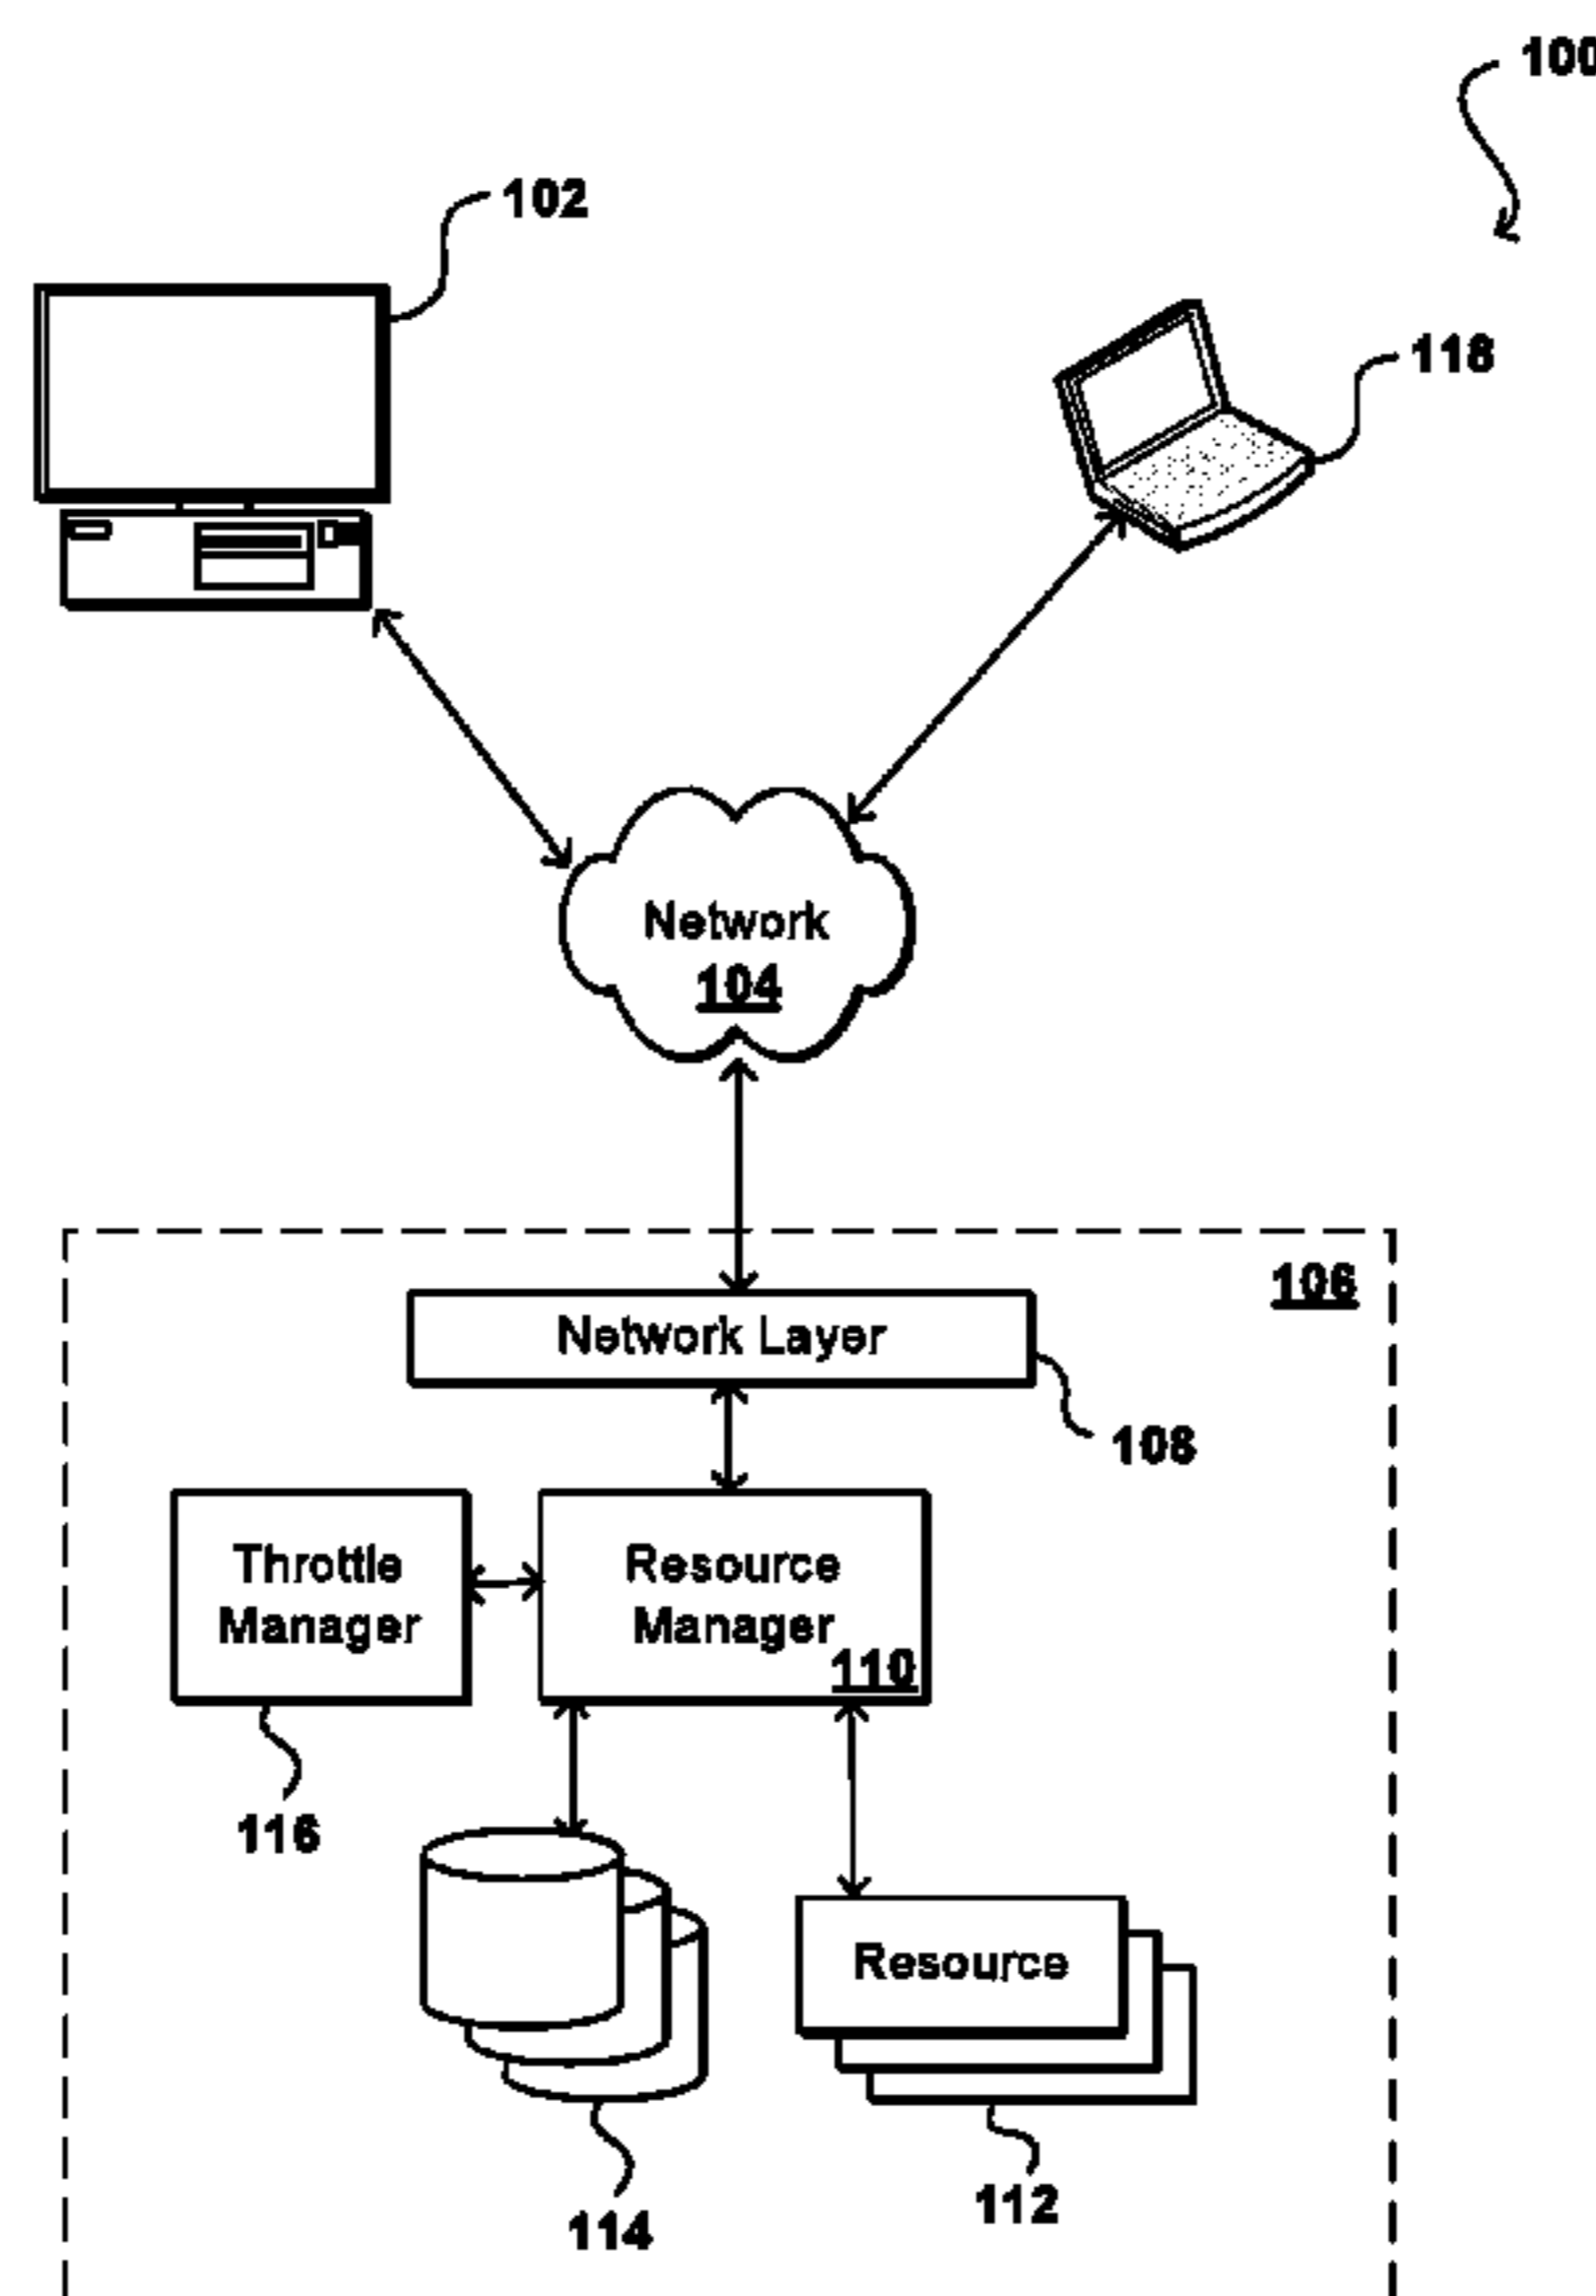 100
102
118
Network
104
106
Network Layer
108
Throttle
Manager
Resource
Manager
110
116
Resource
112
114